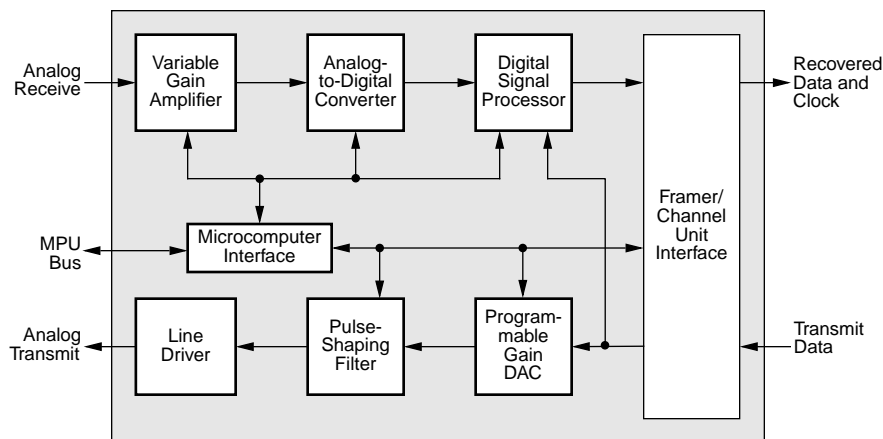 Analog
Receive
Variable
Gain
Amplifier
Analog-
to-Digital
Converter
Digital
Signal
Processor
Recovered
Data and
Clock
Framer/
Channel
Unit
Interface
MPU
Bus
Microcomputer
Interface
Analog
Transmit
Line
Driver
Pulse-
Shaping
Filter
Program-
mable
Gain
DAC
Transmit
Data